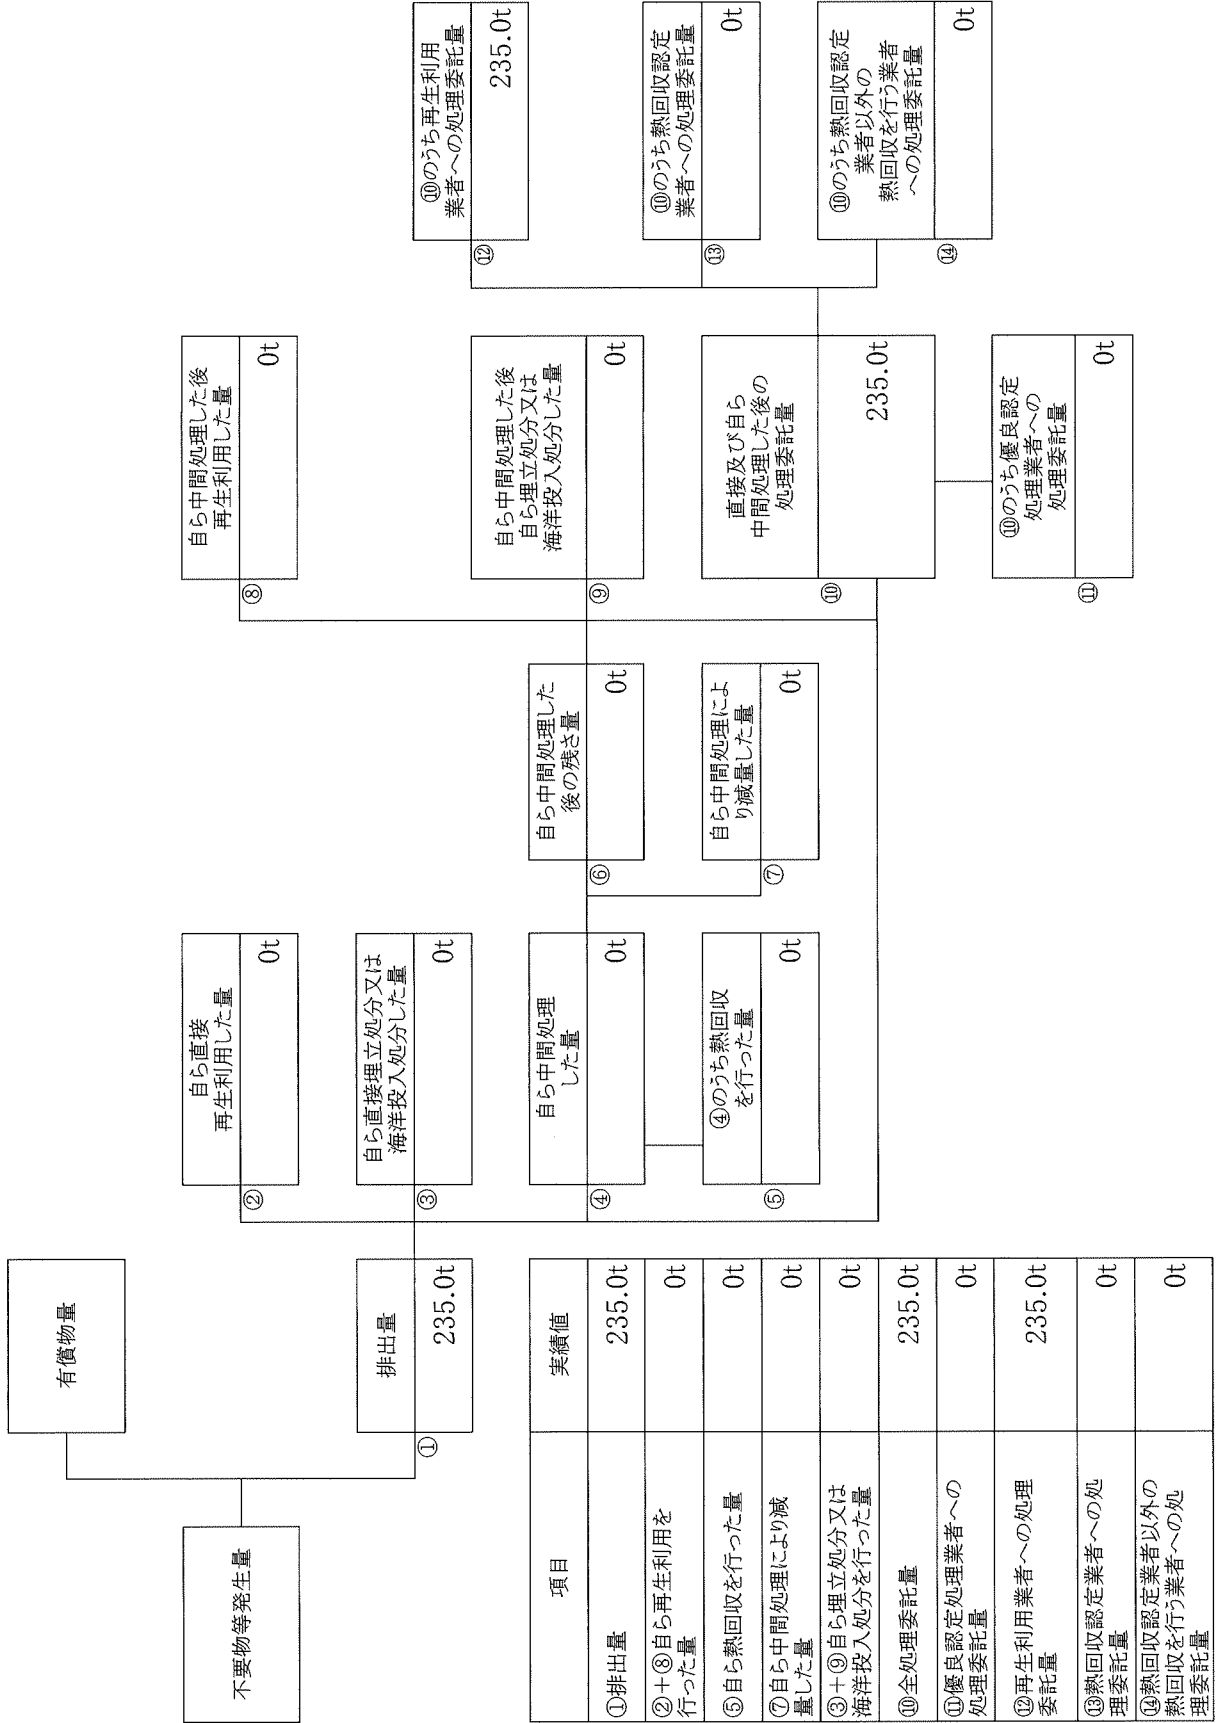 有償物量
不要物等発生量
①
排出量
235.0t
②
自ら直接
再生利用した量
0t
③
自ら直接埋立処分又は
海洋投入処分した量
0t
④
自ら中間処理
した量
0t
⑤
④のうち熱回収
を行った量
0t
⑥
自ら中間処理した
後の残さ量
0t
⑦
自ら中間処理によ
り減量した量
0t
⑧
自ら中間処理した後
再生利用した量
0t
⑨
自ら中間処理した後
自ら埋立処分又は
海洋投入処分した量
0t
⑩
直接及び自ら
中間処理した後の
処理委託量
235.0t
⑪
⑩のうち優良認定
処理業者への
処理委託量
0t
⑫
⑩のうち再生利用
業者への処理委託量
235.0t
⑬
⑩のうち熱回収認定
業者への処理委託量
0t
⑭
⑩のうち熱回収認定
業者以外の
熱回収を行う業者
への処理委託量
0t
項目 実績値
①排出量 235.0t
②+⑧自ら再生利用を
行った量 0t
⑤自ら熱回収を行った量 0t
⑦自ら中間処理により減
量した量 0t
③+⑨自ら埋立処分又は
海洋投入処分を行った量 0t
⑩全処理委託量 235.0t
⑪優良認定処理業者への
処理委託量 0t
⑫再生利用業者への処理
委託量 235.0t
⑬熱回収認定業者への処
理委託量 0t
⑭熱回収認定業者以外の
熱回収を行う業者への処
理委託量 0t